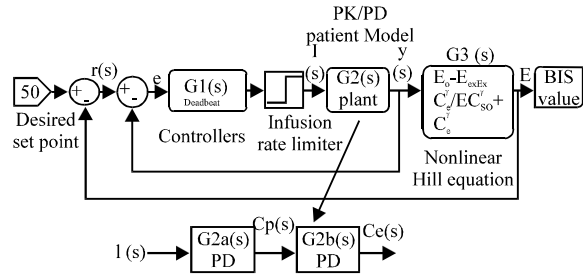 PK/PD
patient Model
I
(s)
y
(s)
G3 (s)
50
+
-
r(s)
+
-
e
G1(s)
Deadbeat
G2(s)
plant
E₀-EₑₓEx
Cᵞₑ/ECᵞ₅₀+
Cᵞₑ
E
BIS
value
Desired
set point
Controllers
Infusion
rate limiter
Nonlinear
Hill equation
l (s)
G2a(s)
PD
Cp(s)
G2b(s)
PD
Ce(s)